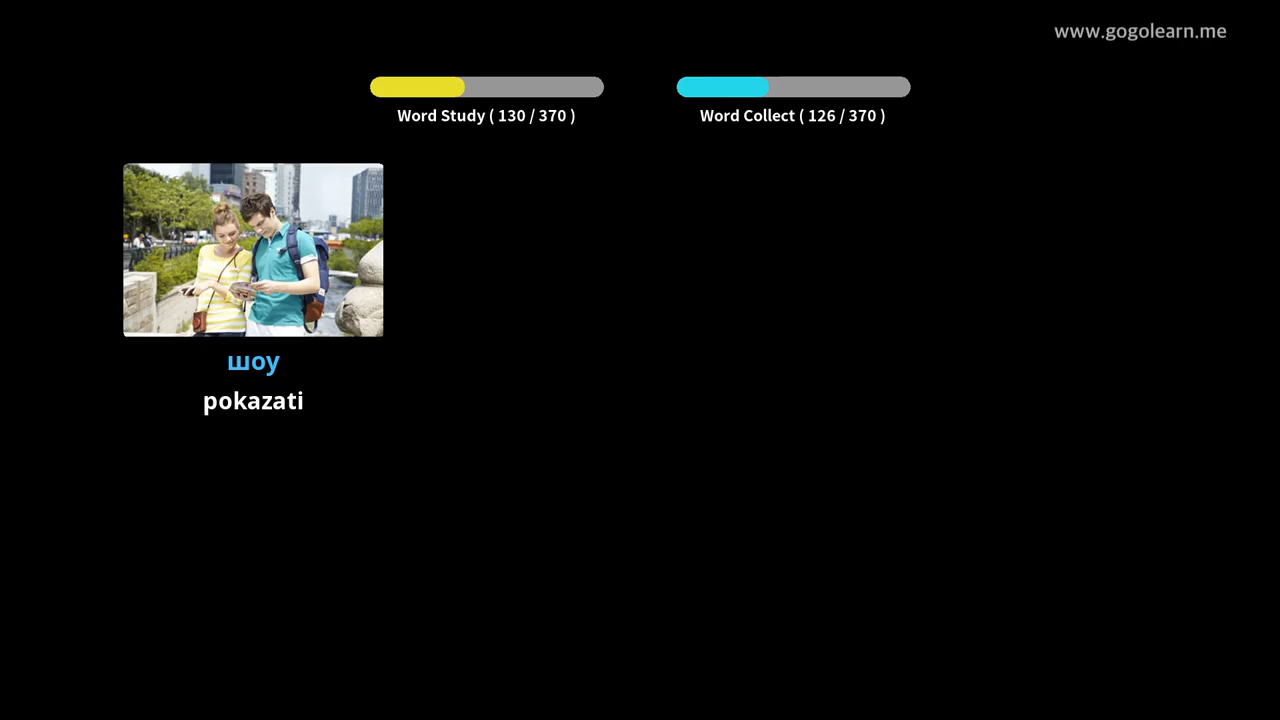 www.gogolearn.me
Word Study ( 130 / 370 )
Word Collect ( 126 / 370 )
шоу
pokazati